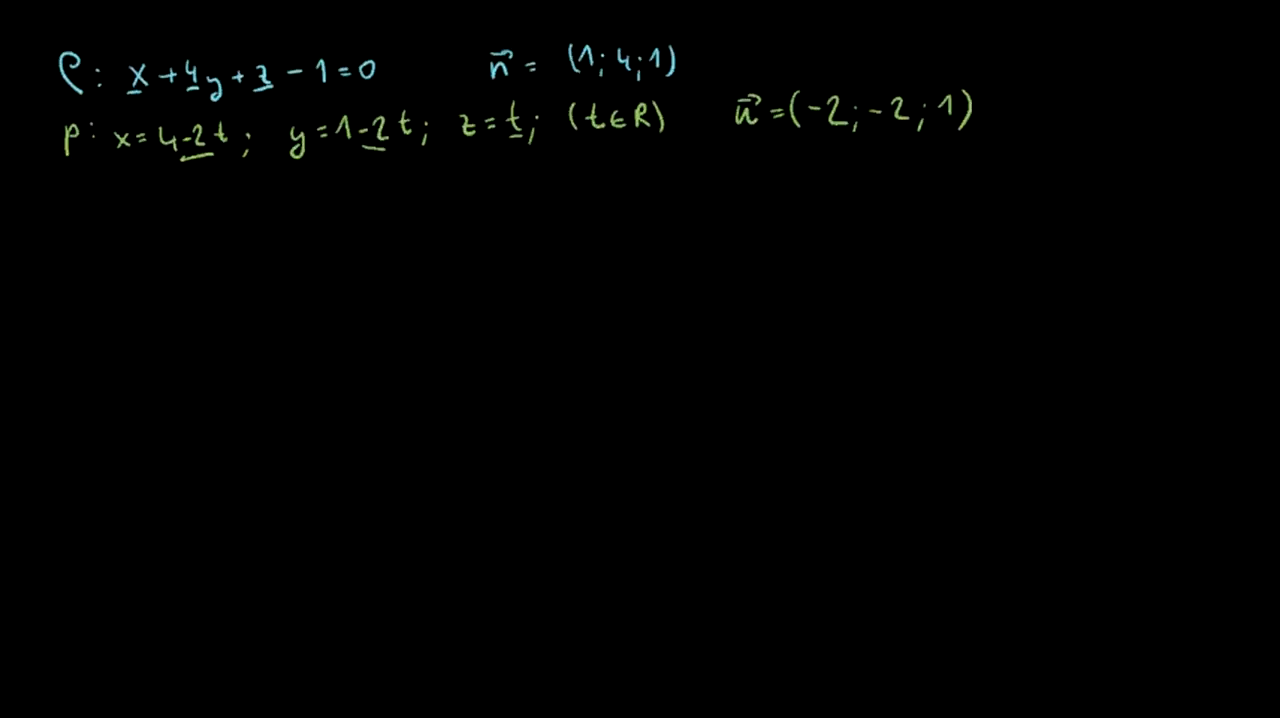 ρ: x + 4y + z - 1 = 0 n⃗ = (1; 4; 1)
p: x = 4 - 2t; y = 1 - 2t; z = t; (t ∈ R) u⃗ = (-2; -2; 1)